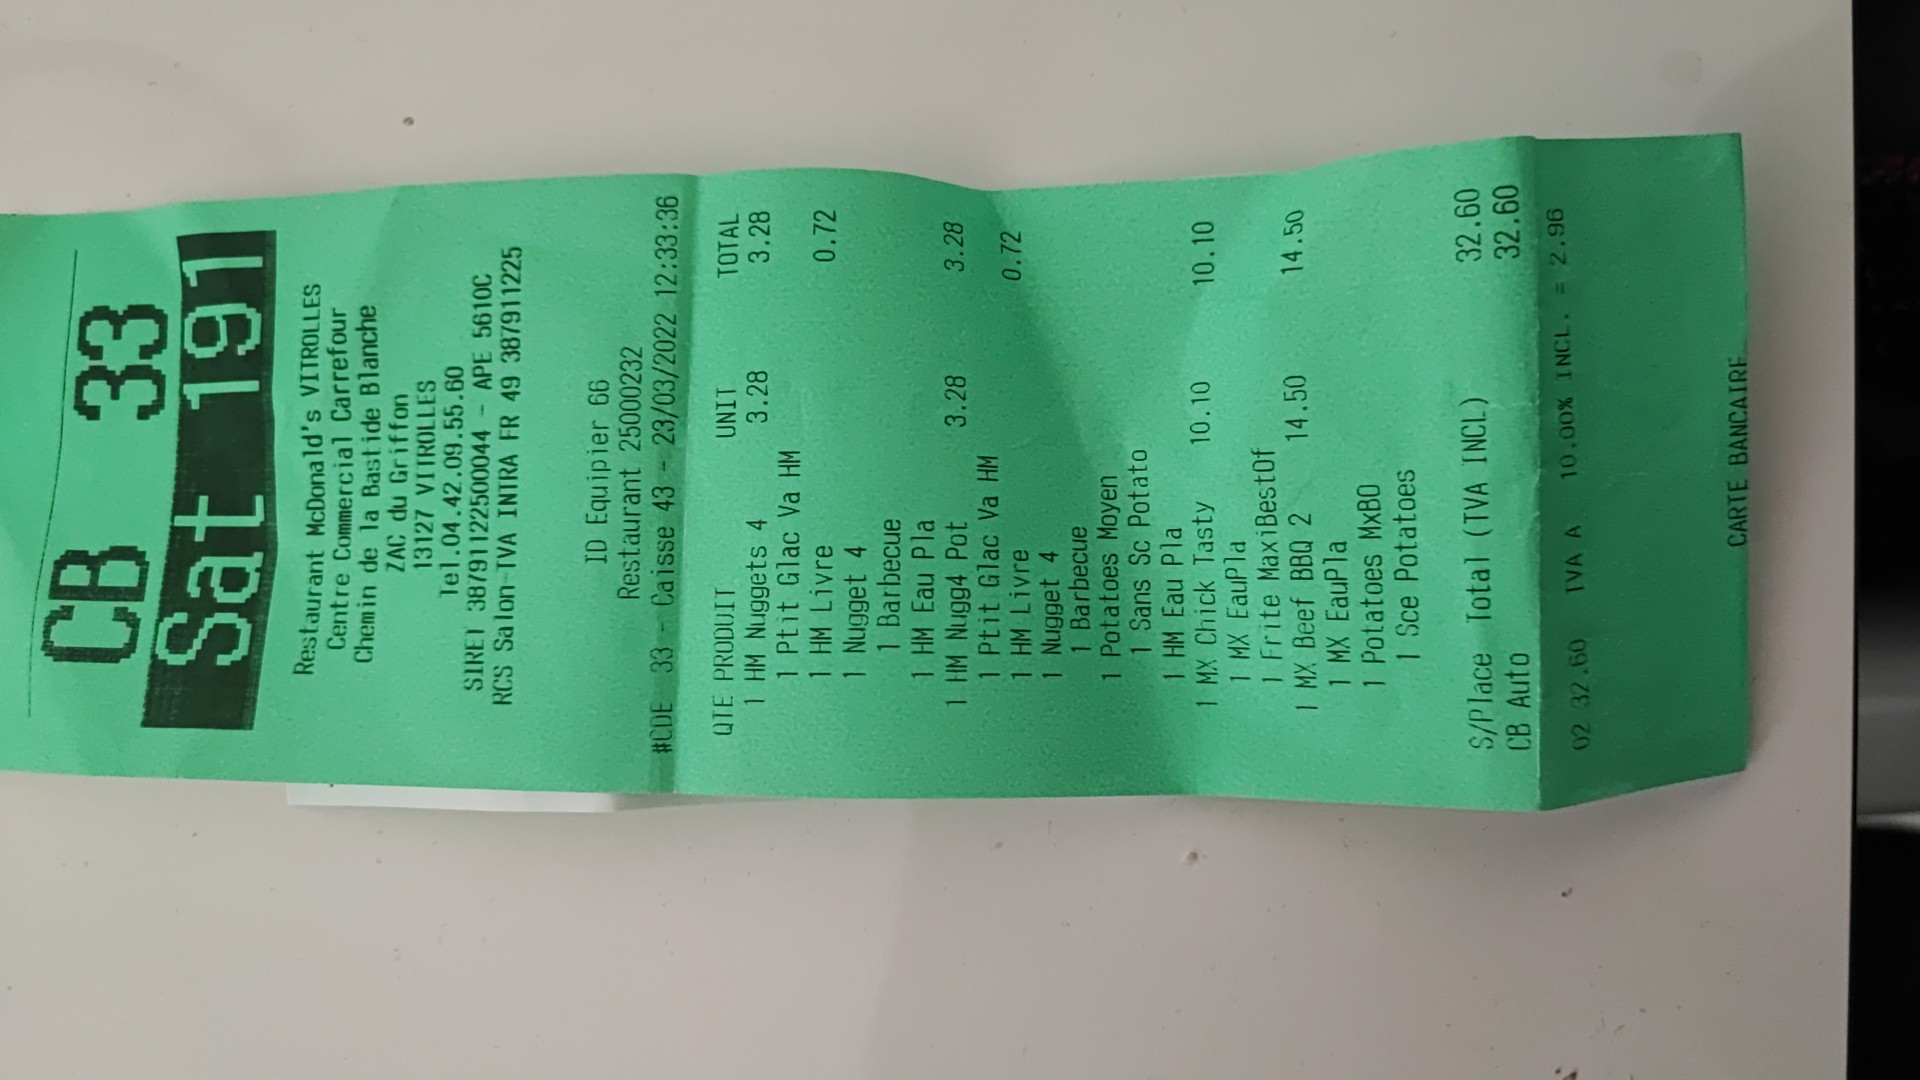 CB 33
Sat 191
Restaurant McDonald's VITROLLES
Centre Commercial Carrefour
Chemin de la Bastide Blanche
ZAC du Griffon
13127 VITROLLES
Tel.04.42.09.55.60
SIRET 38791122500044 - APE 5610C
RCS Salon-TVA INTRA FR 49 387911225
ID Equipier 66
Restaurant 25000232
#CDE 33 - Caisse 43 - 23/03/2022 12:33:36
QTE PRODUIT UNIT TOTAL
1 HM Nuggets 4 3.28 3.28
1 Ptit Glac Va HM
1 HM Livre 0.72
1 Nugget 4
1 Barbecue
1 HM Eau Pla
1 HM Nugg4 Pot 3.28 3.28
1 Ptit Glac Va HM
1 HM Livre 0.72
1 Nugget 4
1 Barbecue
1 Potatoes Moyen
1 Sans Sc Potato
1 HM Eau Pla
1 MX Chick Tasty 10.10 10.10
1 MX EauPla
1 Frite MaxiBestOf
1 MX Beef BBQ 2 14.50 14.50
1 MX EauPla
1 Potatoes MxBO
1 Sce Potatoes
S/Place Total (TVA INCL) 32.60
CB Auto 32.60
02 32.60 TVA A 10.00% INCL. = 2.96
CARTE BANCAIRE